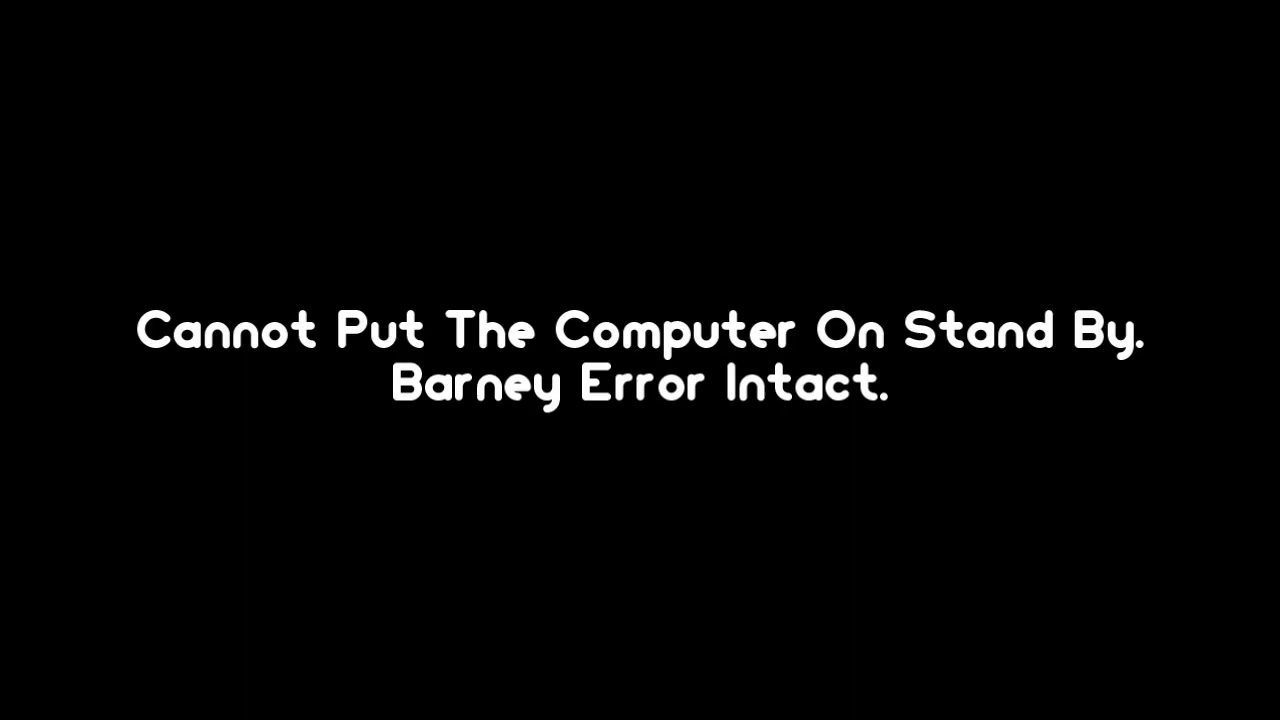 Cannot Put The Computer On Stand By.
Barney Error Intact.